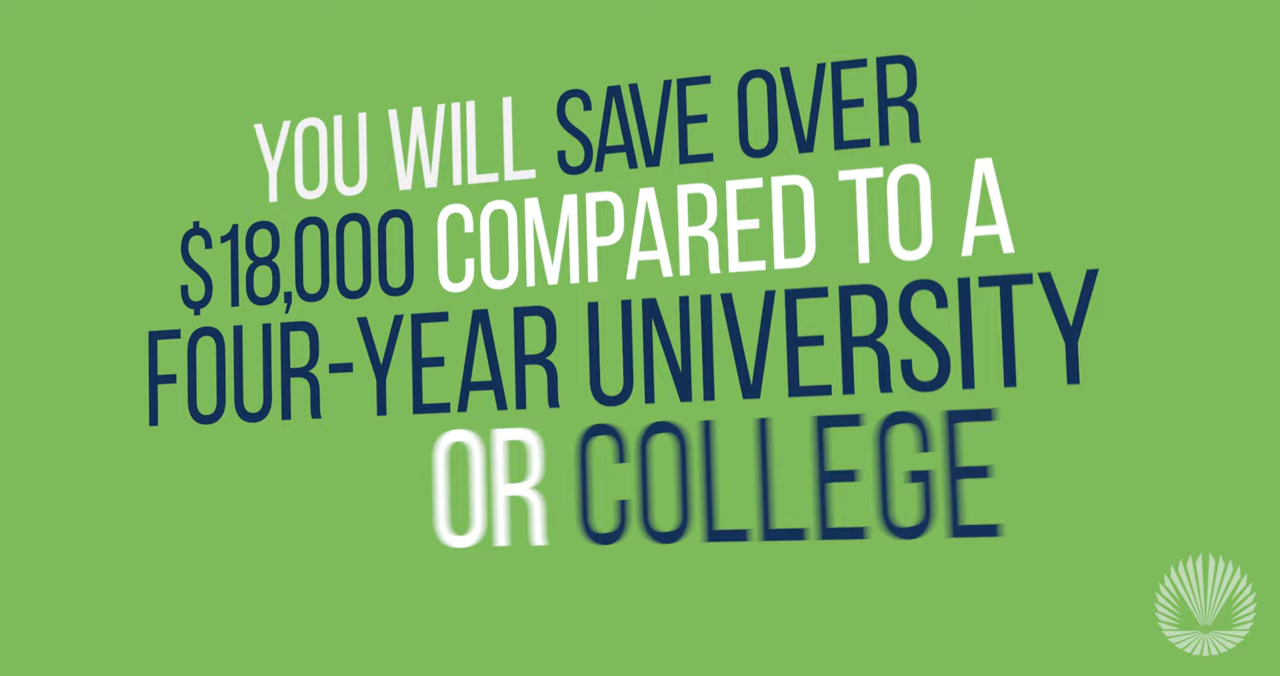 YOU WILL SAVE OVER
$18,000 COMPARED TO A
FOUR-YEAR UNIVERSITY
OR COLLEGE